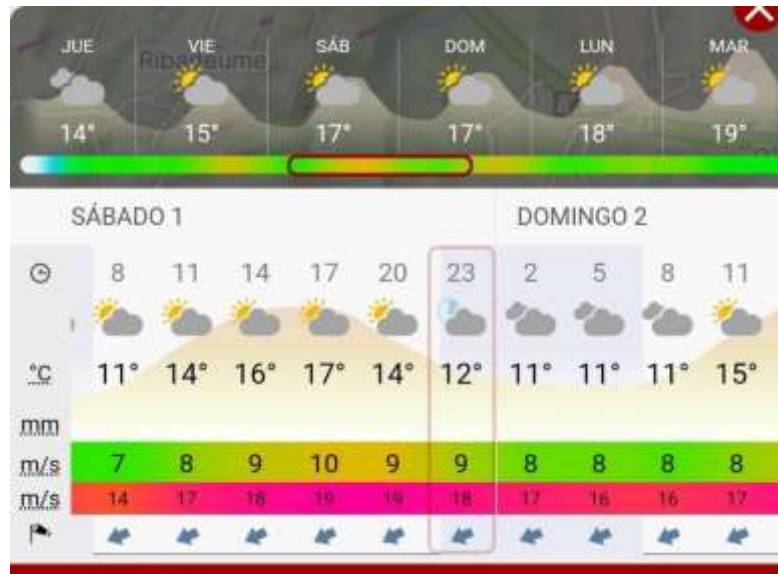 JUE VIE SÁB DOM LUN MAR
Ribadeume
14° 15° 17° 17° 18° 19°
SÁBADO 1 DOMINGO 2
8 11 14 17 20 23 2 5 8 11
°C 11° 14° 16° 17° 14° 12° 11° 11° 11° 15°
mm
m/s 7 8 9 10 9 9 8 8 8 8
m/s 14 17 18 19 19 18 17 16 16 17